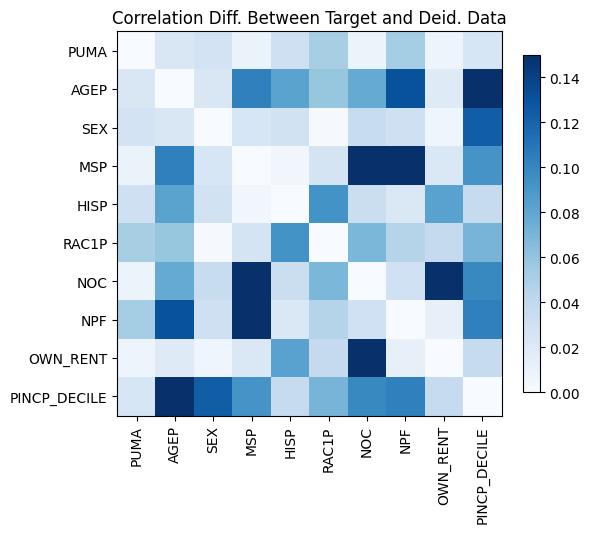 Correlation Diff. Between Target and Deid. Data
PUMA
AGEP
SEX
MSP
HISP
RAC1P
NOC
NPF
OWN_RENT
PINCP_DECILE
PUMA
AGEP
SEX
MSP
HISP
RAC1P
NOC
NPF
OWN_RENT
PINCP_DECILE
0.14
0.12
0.10
0.08
0.06
0.04
0.02
0.00